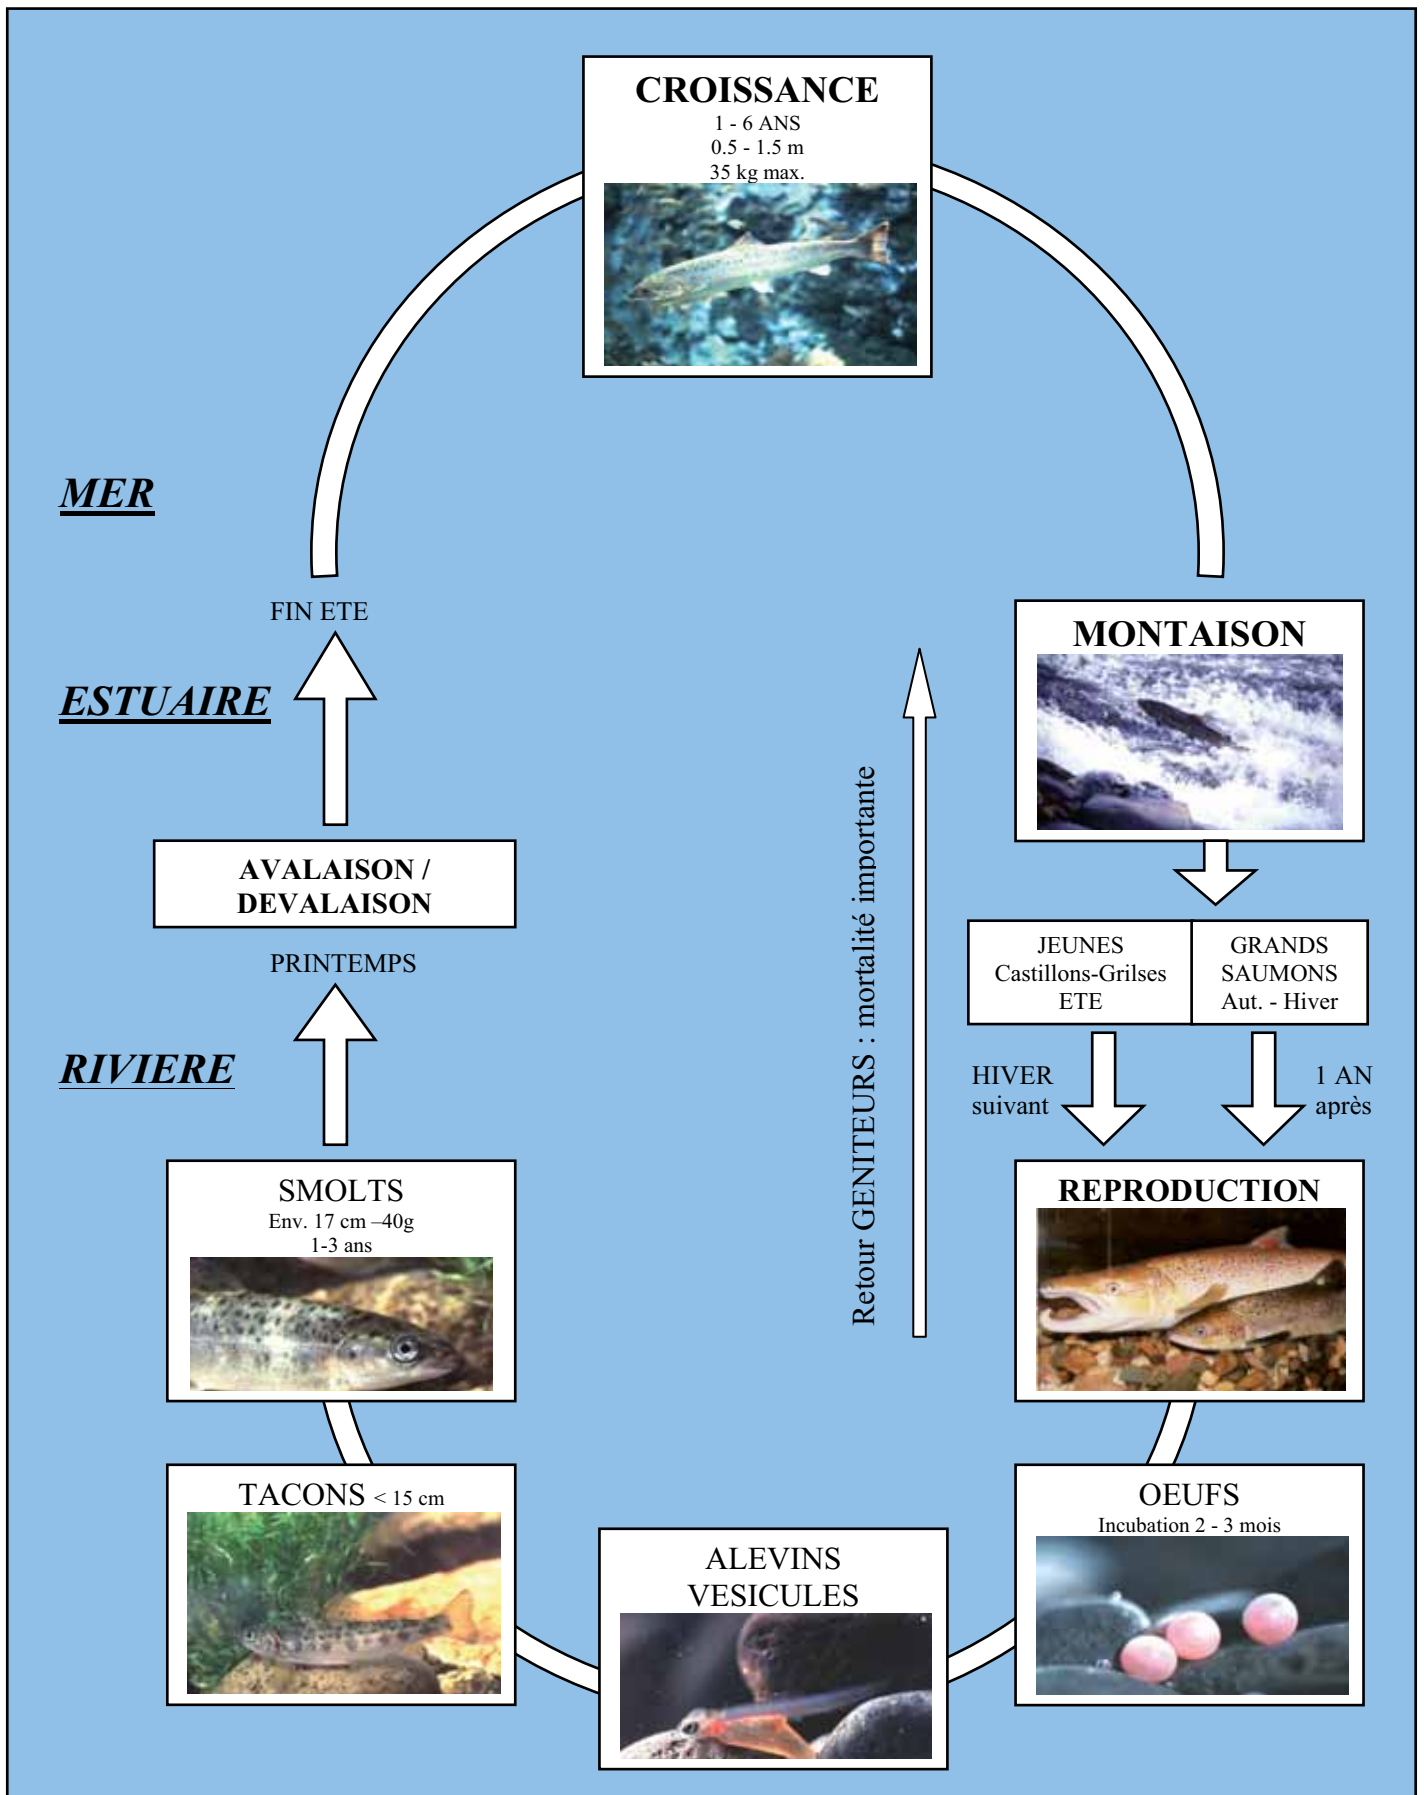 CROISSANCE
1 - 6 ANS
0.5 - 1.5 m
35 kg max.
MER
FIN ETE
ESTUAIRE
AVALAISON /
DEVALAISON
PRINTEMPS
RIVIERE
SMOLTS
Env. 17 cm –40g
1-3 ans
TACONS < 15 cm
ALEVINS
VESICULES
OEUFS
Incubation 2 - 3 mois
REPRODUCTION
HIVER
suivant
1 AN
après
JEUNES
Castillons-Grilses
ETE
GRANDS
SAUMONS
Aut. - Hiver
MONTAISON
Retour GENITEURS : mortalité importante